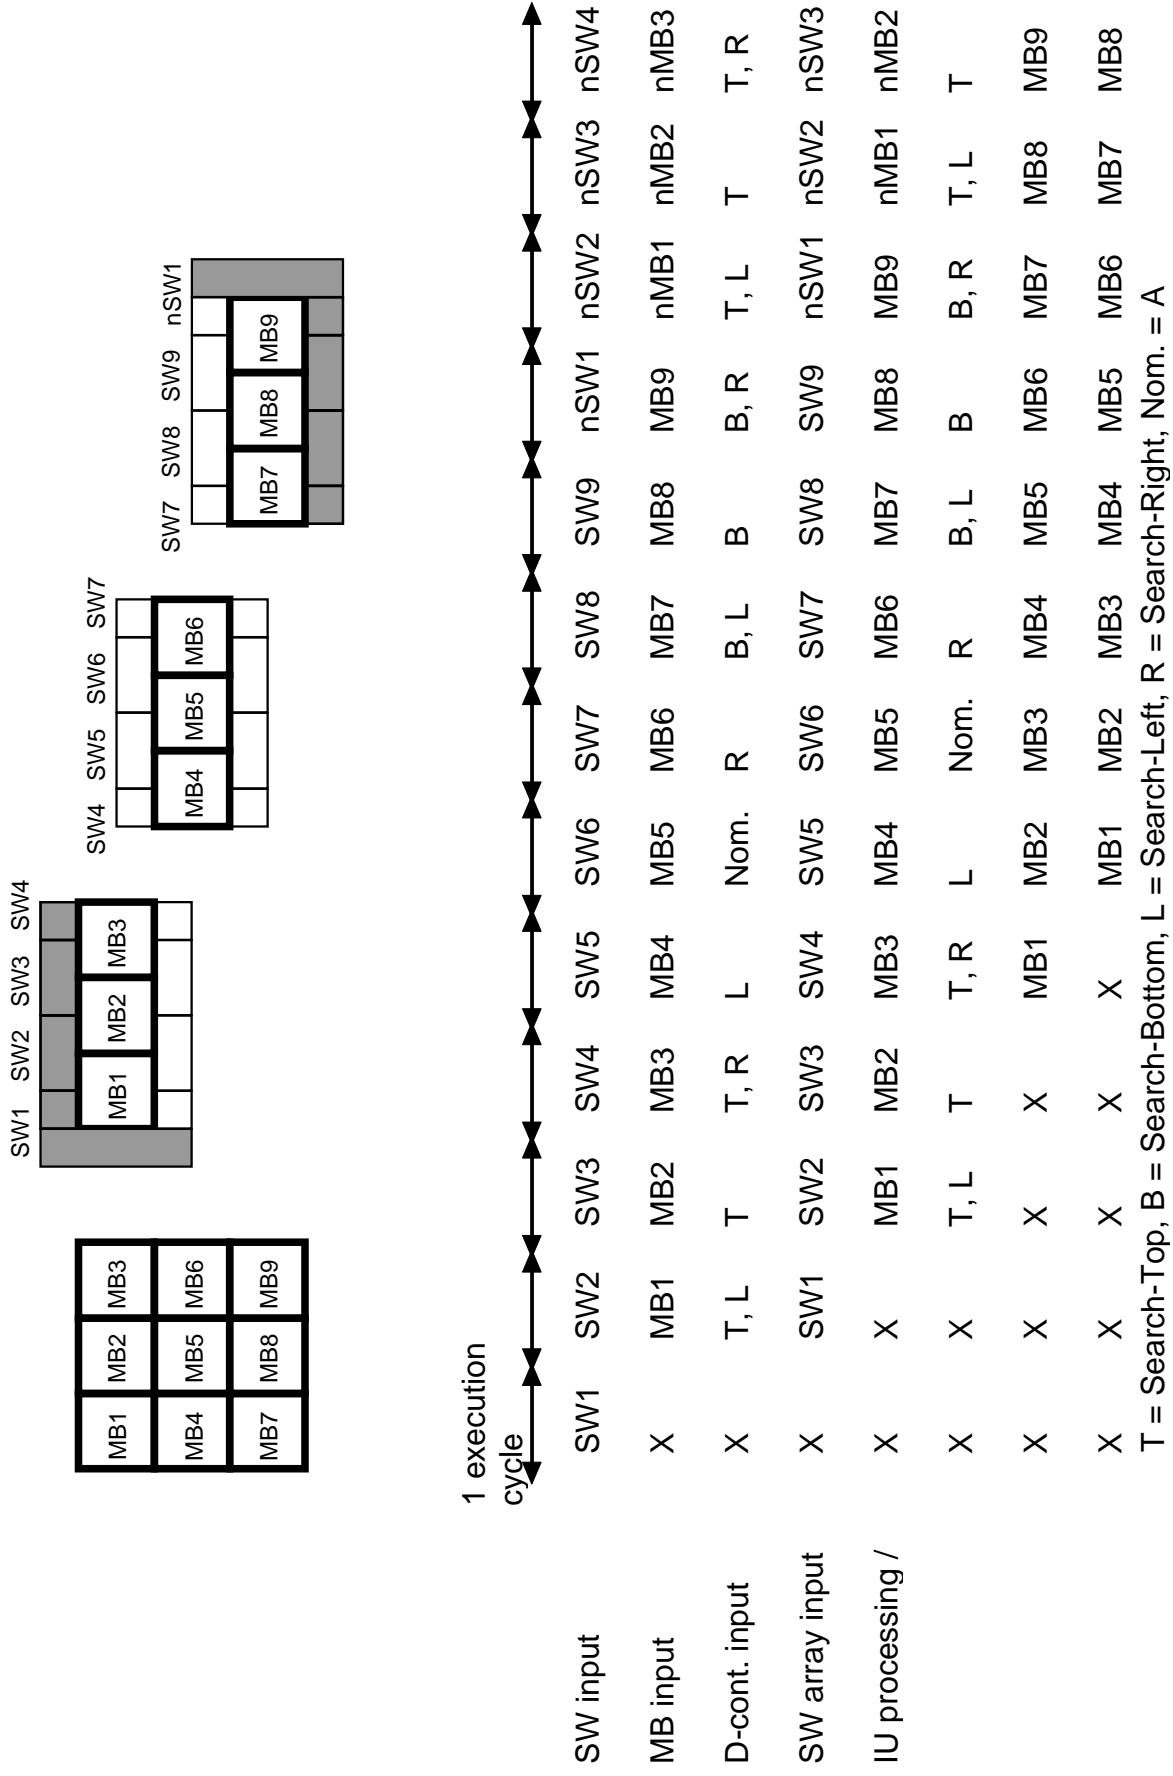 SW1 SW2 SW3 SW4
SW4 SW5 SW6 SW7
MB1 MB2 MB3 MB1 MB2 MB3
SW7 SW8 SW9 nSW1
MB4 MB5 MB6 MB4 MB5 MB6
MB7 MB8 MB9 MB7 MB8 MB9
1 execution
cycle
SW input SW1 SW2 SW3 SW4 SW5 SW6 SW7 SW8 SW9 nSW1 nSW2 nSW3 nSW4
MB input X MB1 MB2 MB3 MB4 MB5 MB6 MB7 MB8 MB9 nMB1 nMB2 nMB3
D-cont. input X T, L T T, R L Nom. R B, L B B, R T, L T T, R
SW array input X SW1 SW2 SW3 SW4 SW5 SW6 SW7 SW8 SW9 nSW1 nSW2 nSW3
IU processing / X X MB1 MB2 MB3 MB4 MB5 MB6 MB7 MB8 MB9 nMB1 nMB2
X X T, L T T, R L Nom. R B, L B B, R T, L T
X X X X MB1 MB2 MB3 MB4 MB5 MB6 MB7 MB8 MB9
X X X X X MB1 MB2 MB3 MB4 MB5 MB6 MB7 MB8
T = Search-Top, B = Search-Bottom, L = Search-Left, R = Search-Right, Nom. = A